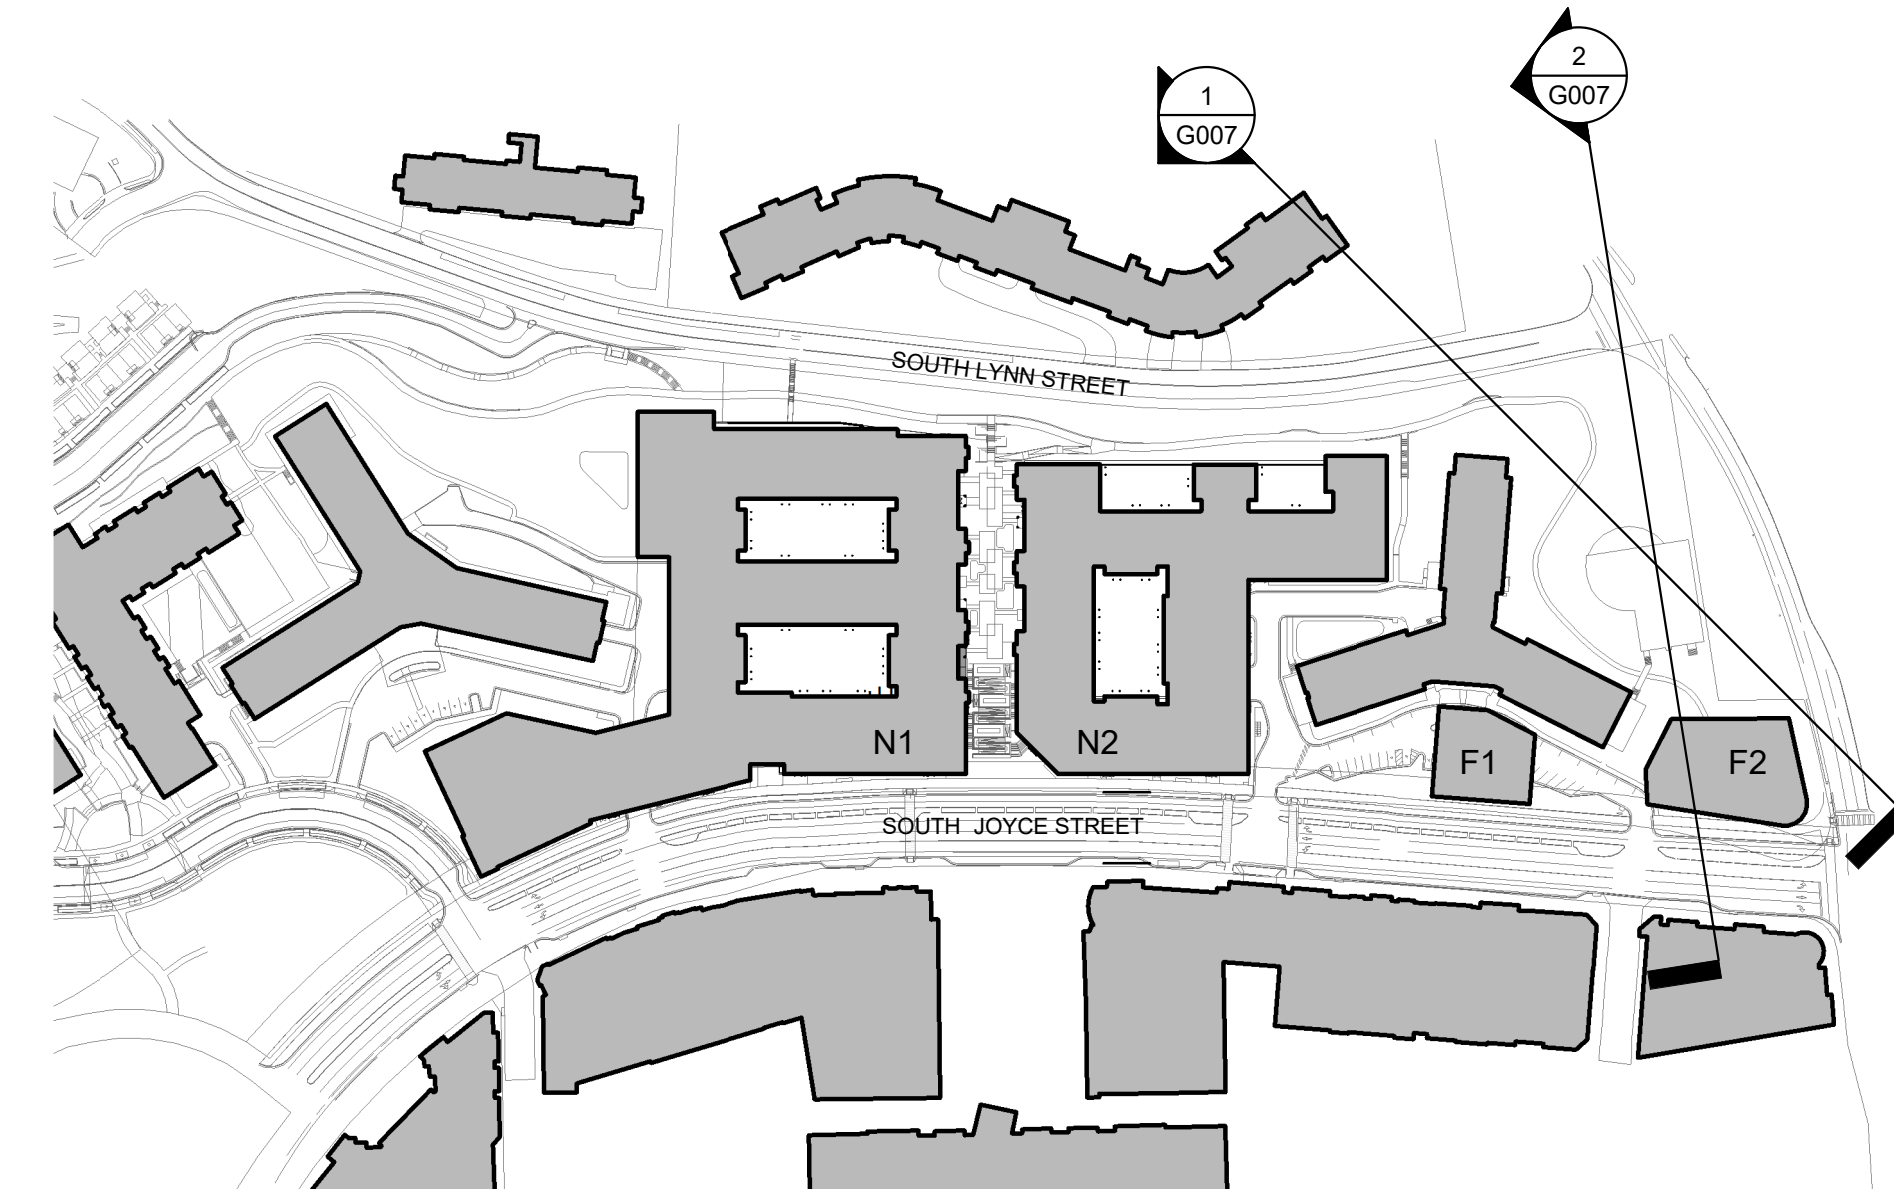 2
G007
1
G007
SOUTH LYNN STREET
N1
N2
F1
F2
SOUTH JOYCE STREET